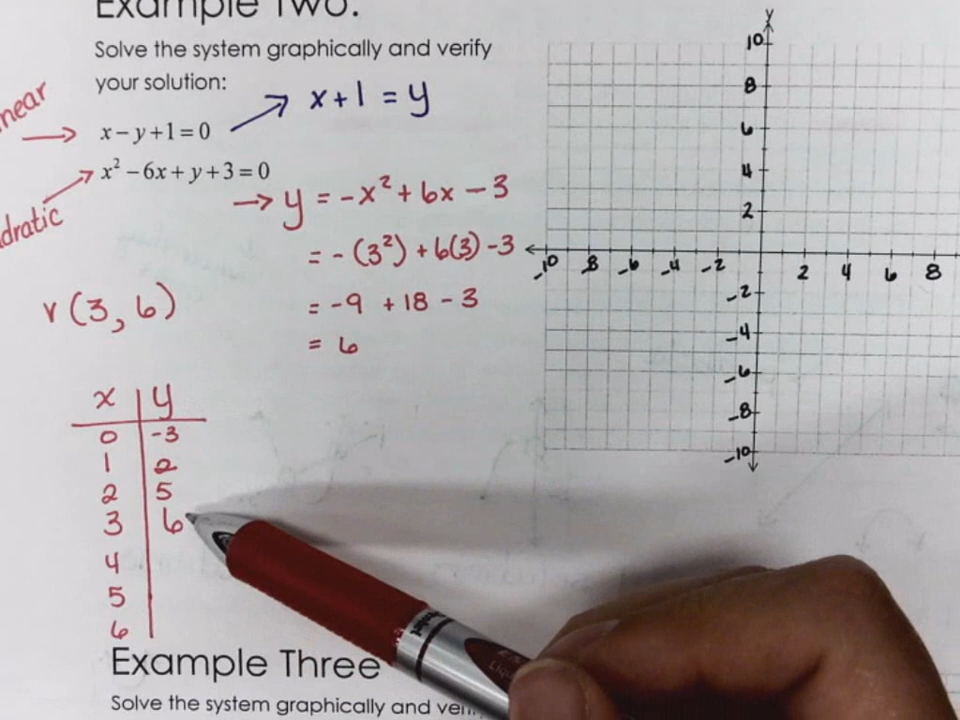 Example Two:
Solve the system graphically and verify
your solution:
x + 1 = y
x − y + 1 = 0
x² − 6x + y + 3 = 0
→ y = -x² + 6x - 3
= -(3²) + 6(3) - 3
= -9 + 18 - 3
= 6
v (3, 6)
x y
0 -3
1 2
2 5
3 6
4
5
6
10
8
6
4
2
-10 -8 -6 -4 -2 2 4 6 8
-2
-4
-6
-8
-10
Example Three
Solve the system graphically and